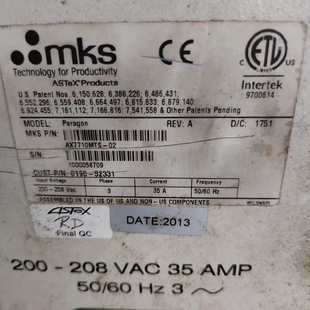 mks
Technology for Productivity
ASTeX Products
CE
ETL
Intertek
9700614
U.S Patent Nos. 6,150,628, 6,388,226, 6,486,431;
6,552,296, 6,559,408; 6,664,497; 6,815,633; 6,879,140;
6,924,455; 7,161,112; 7,166,816; 7,541,558 & Other Patents Pending
Model: Paragon
REV: A
D/C: 1751
MKS P/N:
AX7710MTS-02
S/N:
1000056709
CUST P/N: 0190-52331
Input Voltage
Phase
Current
Frequency
200 - 208 Vac
3
35 A
50/60 Hz
ASSEMBLED IN THE US OF US AND NON-US COMPONENTS
ASTeX
R.D
Final QC
DATE:2013
200 - 208 VAC 35 AMP
50/60 Hz 3 ~